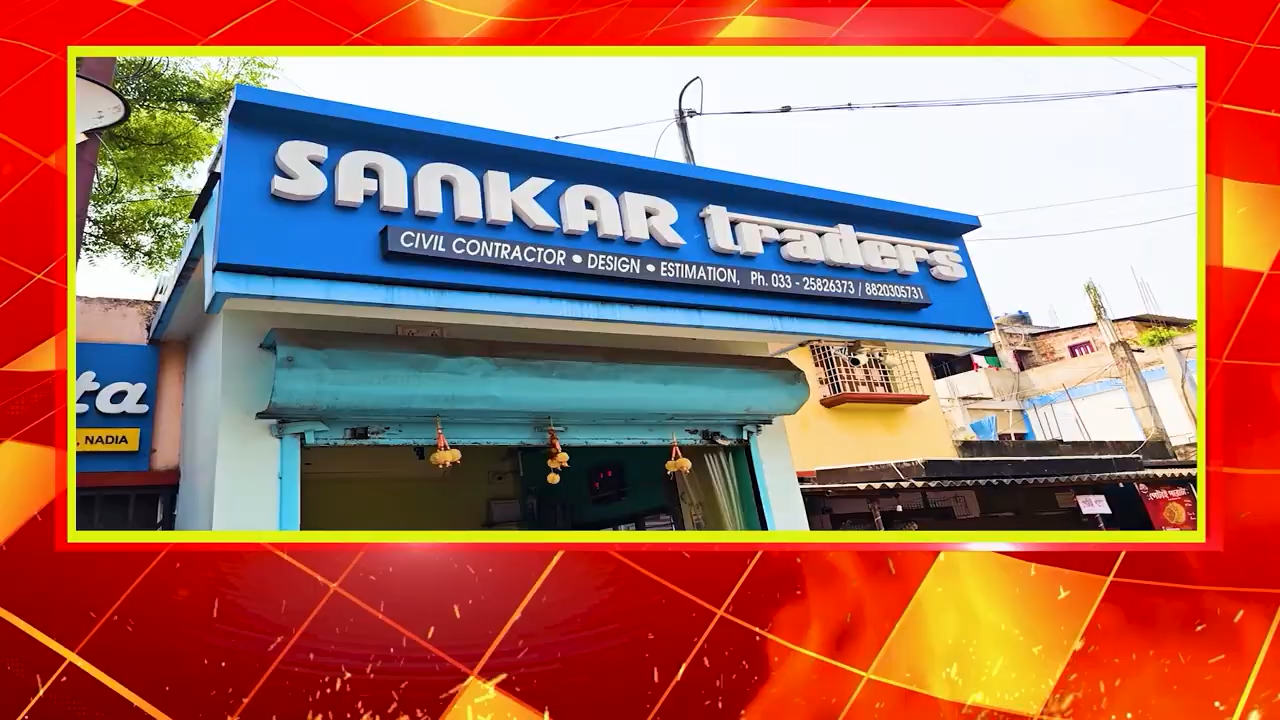 SANKAR traders
CIVIL CONTRACTOR • DESIGN • ESTIMATION, Ph. 033 - 25826373 / 8820305731
ta
, NADIA